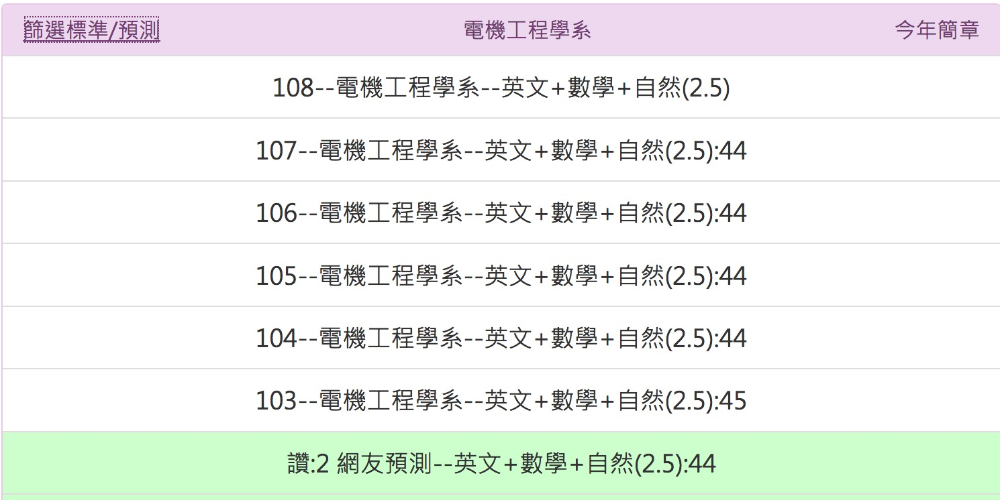 篩選標準/預測 電機工程學系 今年簡章
108--電機工程學系--英文+數學+自然(2.5)
107--電機工程學系--英文+數學+自然(2.5):44
106--電機工程學系--英文+數學+自然(2.5):44
105--電機工程學系--英文+數學+自然(2.5):44
104--電機工程學系--英文+數學+自然(2.5):44
103--電機工程學系--英文+數學+自然(2.5):45
讚:2 網友預測--英文+數學+自然(2.5):44